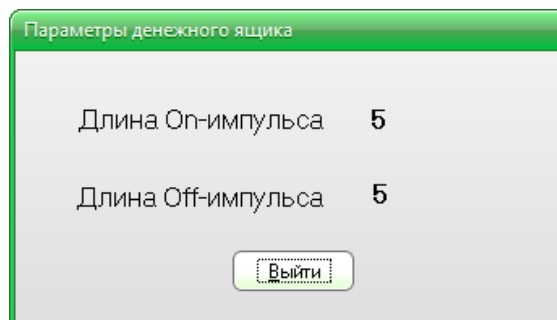 Параметры денежного ящика
Длина On-импульса 5
Длина Off-импульса 5
Выйти